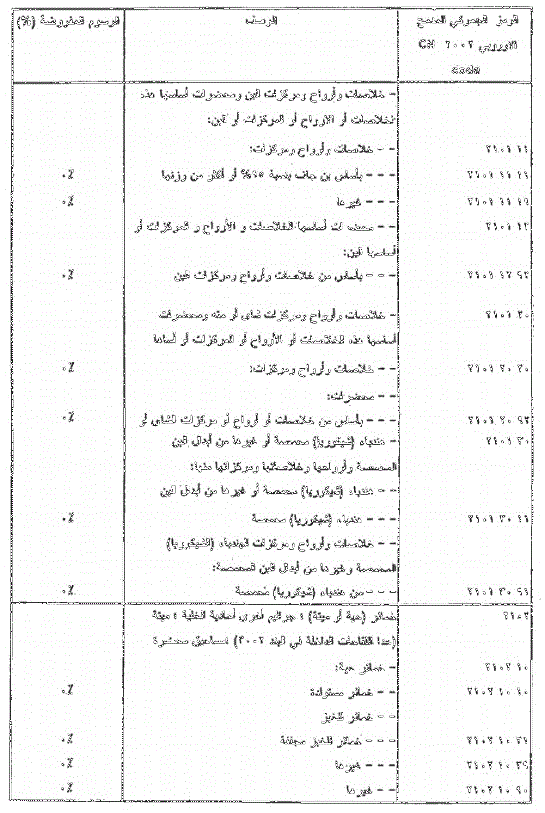 الرمز الجمركي المدمج الوصف الرسوم المفروضة (%)
الأوروبي CN ٢٠٠٢
code
- خلاصات وأرواح ومركزات البن ومحضرات أساسها هذه
الخلاصات أو الأرواح أو المركزات أو البن:
٢١٠١ ١١ - - خلاصات وأرواح ومركزات:
٢١٠١ ١١ ١١ - - - بأساس بن جاف بنسبة ٩٥% أو أكثر من وزنها ٠٪
٢١٠١ ١١ ١٩ - - - غيرها ٠٪
٢١٠١ ١٢ - - أساسها الخلاصات و الأرواح و المركزات أو
أساسها البن:
٢١٠١ ١٢ ٩٢ - - - بأساس من خلاصات وأرواح ومركزات البن ٠٪
٢١٠١ ٢٠ - خلاصات وأرواح ومركزات شاي أو مته ومحضرات
أساسها هذه الخلاصات أو الأرواح أو المركزات أو أساسها
٢١٠١ ٢٠ ٢٠ - - خلاصات وأرواح ومركزات: ٠٪
- - محضرات:
٢١٠١ ٢٠ ٩٢ - - - بأساس من خلاصات أو أرواح أو مركزات الشاي أو ٠٪
٢١٠١ ٣٠ - هندباء (شيكوريا) محمصة أو غيرها من أبدال البن
المحمصة وأرواحها وخلاصاتها ومركزاتها منها:
- - هندباء (شيكوريا) محمصة أو غيرها من أبدال البن
٢١٠١ ٣٠ ١١ - - - هندباء (شيكوريا) محمصة ٠٪
- - خلاصات وأرواح ومركزات الهندباء (الشيكوريا)
المحمصة وغيرها من أبدال البن المحمصة:
٢١٠١ ٣٠ ٩١ - - - من هندباء (شيكوريا) محمصة ٠٪
٢١٠٢ خمائر (حية أو ميتة) ؛ جراثيم أخرى أحادية الخلية ؛ ميتة
(عدا اللقاحات الداخلة في البند ٣٠٠٢) مساحيق محضرة
٢١٠٢ ١٠ - خمائر حية:
٢١٠٢ ١٠ ١٠ - - خمائر مستولدة ٠٪
- - خمائر للخبز
٢١٠٢ ١٠ ٣١ - - - خمائر للخبز مجففة ٠٪
٢١٠٢ ١٠ ٣٩ - - - غيرها ٠٪
٢١٠٢ ١٠ ٩٠ - - غيرها ٠٪